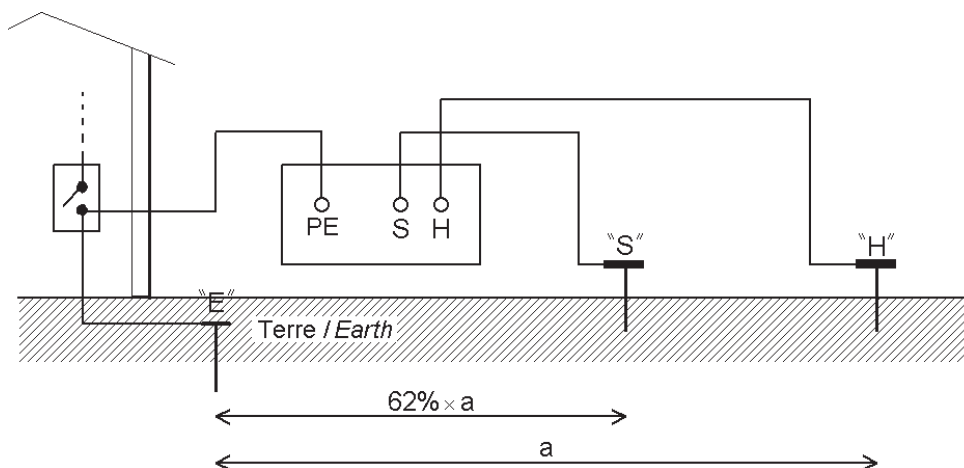 PE S H
"S"
"H"
"E"
Terre / Earth
62% × a
a